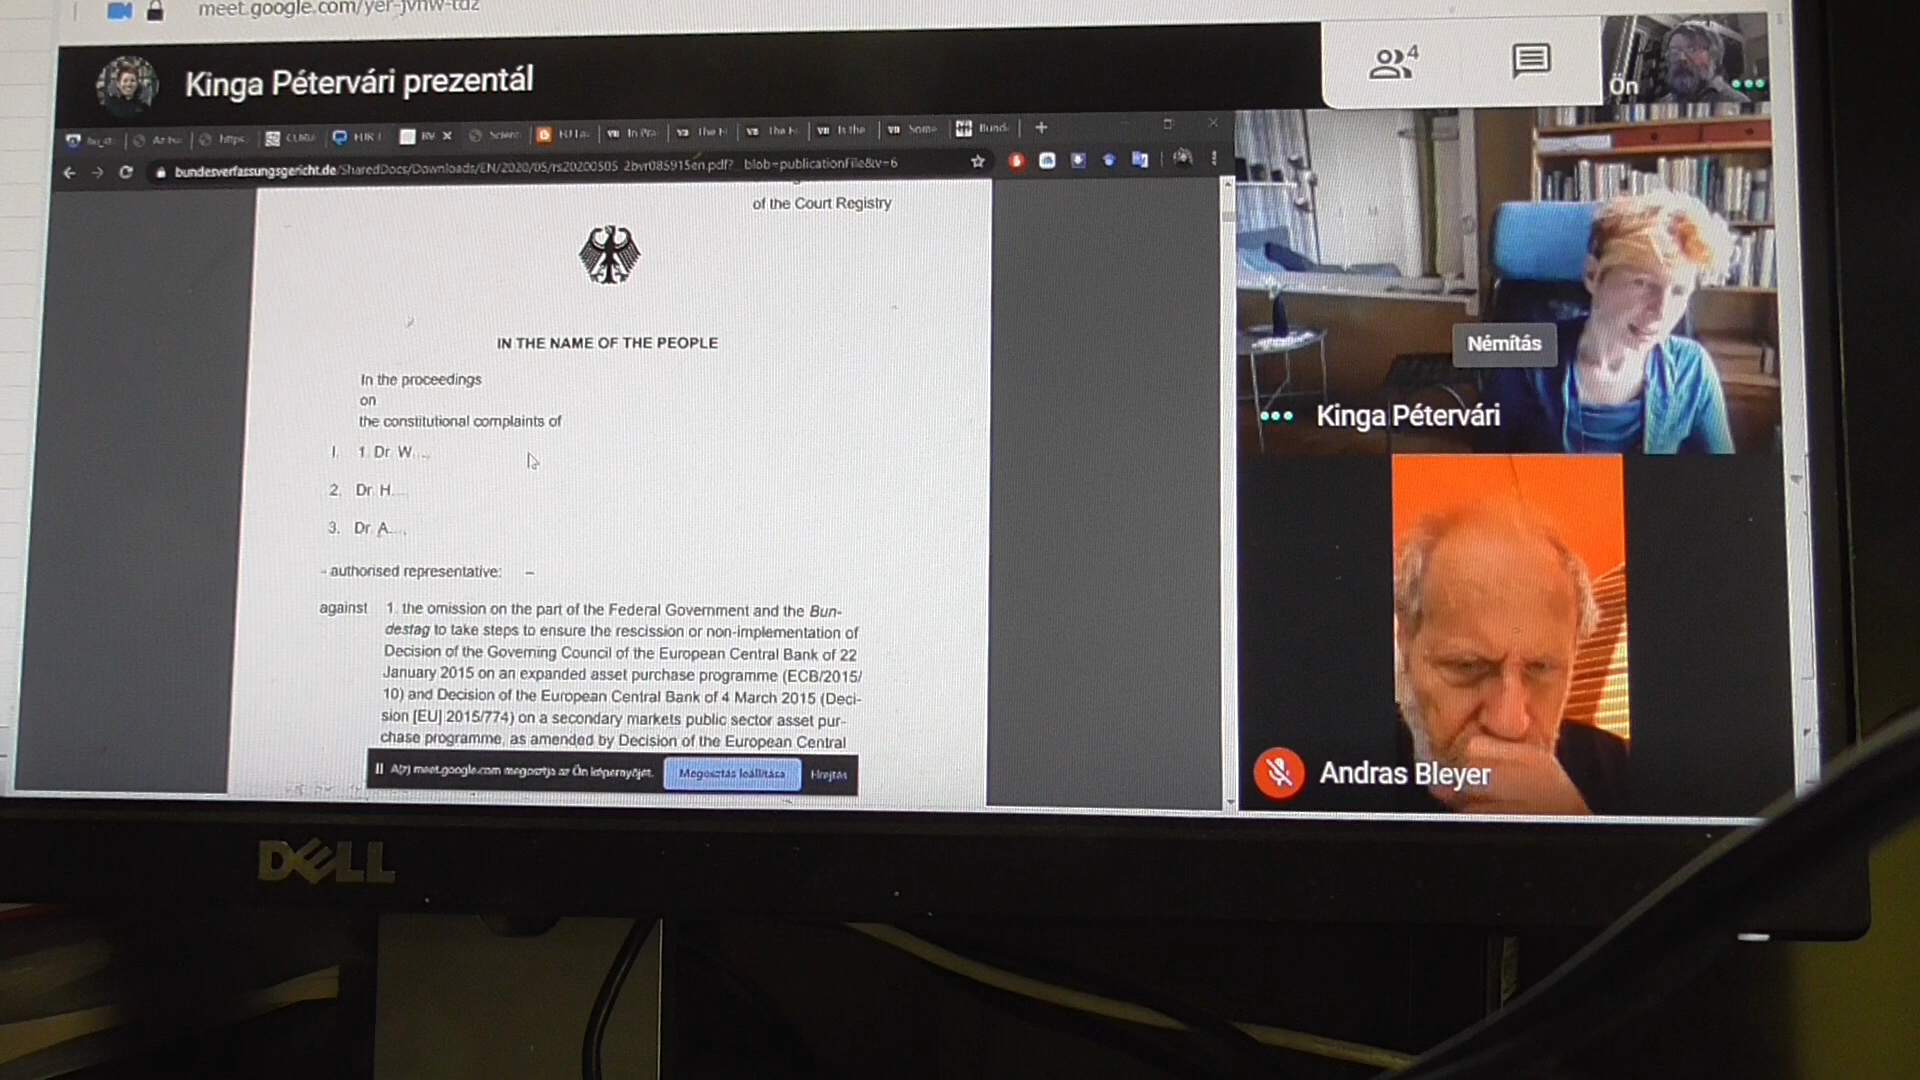 meet.google.com/yer-jvnw-tdz
Kinga Pétervári prezentál
4
Ön
bundesverfassungsgericht.de/SharedDocs/Downloads/EN/2020/05/rs20200505_2bvr085915en.pdf?__blob=publicationFile&v=6
of the Court Registry
IN THE NAME OF THE PEOPLE
In the proceedings
on
the constitutional complaints of
I. 1. Dr. W....,
2. Dr. H....,
3. Dr. A....,
- authorised representative: –
against 1. the omission on the part of the Federal Government and the Bun-
destag to take steps to ensure the rescission or non-implementation of
Decision of the Governing Council of the European Central Bank of 22
January 2015 on an expanded asset purchase programme (ECB/2015/
10) and Decision of the European Central Bank of 4 March 2015 (Deci-
sion [EU] 2015/774) on a secondary markets public sector asset pur-
chase programme, as amended by Decision of the European Central
A(z) meet.google.com megosztja az Ön képernyőjét.
Megosztás leállítása
Elrejtés
Némítás
Kinga Pétervári
Andras Bleyer
DELL